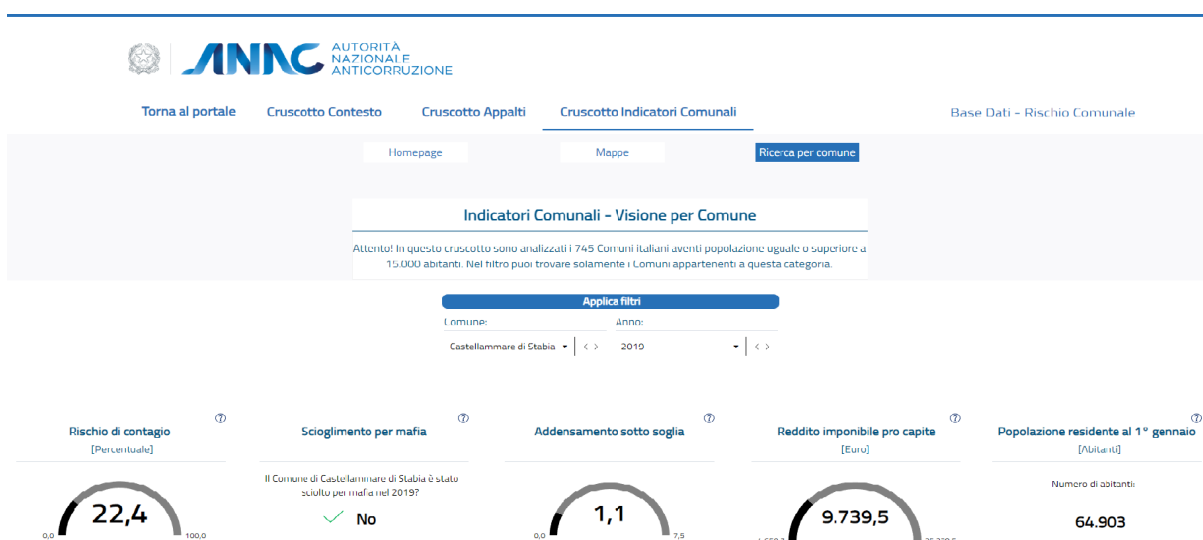 ANAC
AUTORITÀ
NAZIONALE
ANTICORRUZIONE
Torna al portale
Cruscotto Contesto
Cruscotto Appalti
Cruscotto Indicatori Comunali
Base Dati - Rischio Comunale
Homepage
Mappe
Ricerca per comune
Indicatori Comunali - Visione per Comune
Attento! In questo cruscotto sono analizzati i 745 Comuni italiani aventi popolazione uguale o superiore a
15.000 abitanti. Nel filtro puoi trovare solamente i Comuni appartenenti a questa categoria.
Applica filtri
Comune:
Anno:
Castellammare di Stabia
2019
Rischio di contagio
[Percentuale]
22,4
0,0
100,0
Scioglimento per mafia
Il Comune di Castellammare di Stabia è stato
sciolto per mafia nel 2019?
No
Addensamento sotto soglia
1,1
0,0
7,5
Reddito imponibile pro capite
[Euro]
9.739,5
Popolazione residente al 1° gennaio
[Abitanti]
Numero di abitanti:
64.903